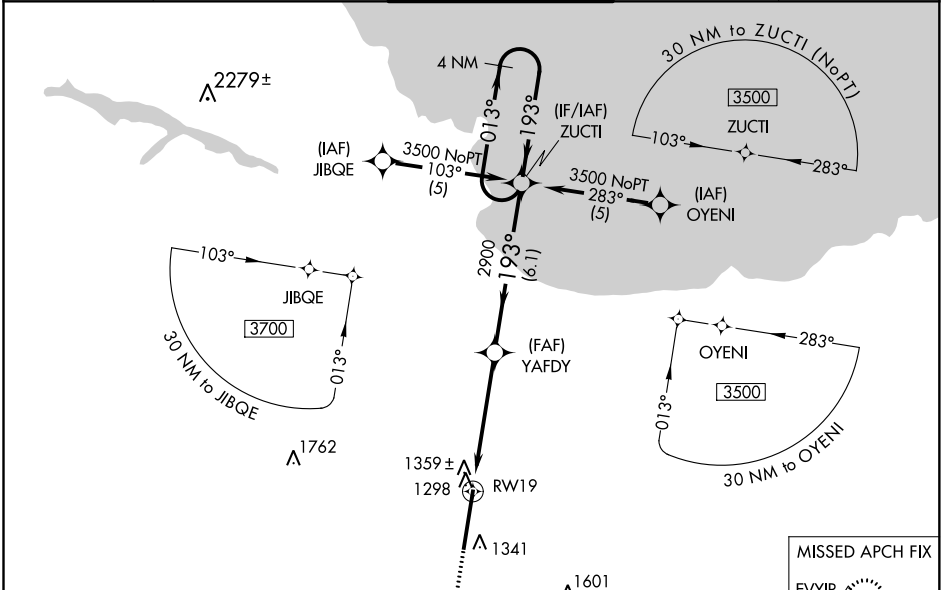 2279±
4 NM
013°
193°
(IF/IAF)
ZUCTI
30 NM to ZUCTI (NoPT)
3500
ZUCTI
103°
283°
(IAF)
JIBQE
3500 NoPT
103°
(5)
3500 NoPT
283°
(5)
(IAF)
OYENI
2900
193°
(6.1)
103°
JIBQE
3700
013°
30 NM to JIBQE
OYENI
283°
3500
013°
30 NM to OYENI
(FAF)
YAFDY
1762
1359±
1298
RW19
1341
1601
MISSED APCH FIX